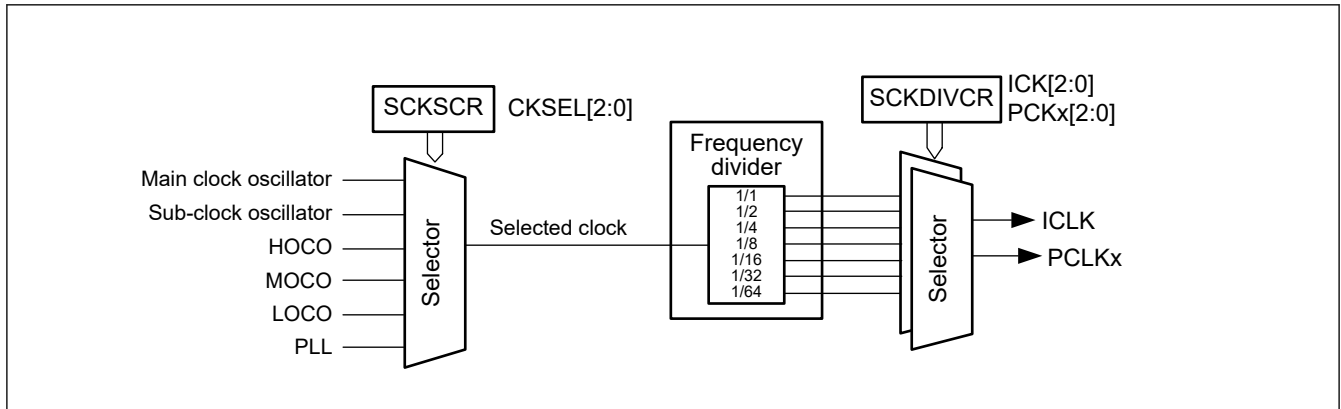 SCKSCR
CKSEL[2:0]
SCKDIVCR
ICK[2:0]
PCKx[2:0]
Main clock oscillator
Sub-clock oscillator
HOCO
MOCO
LOCO
PLL
Selector
Selected clock
Frequency
divider
1/1
1/2
1/4
1/8
1/16
1/32
1/64
Selector
ICLK
PCLKx